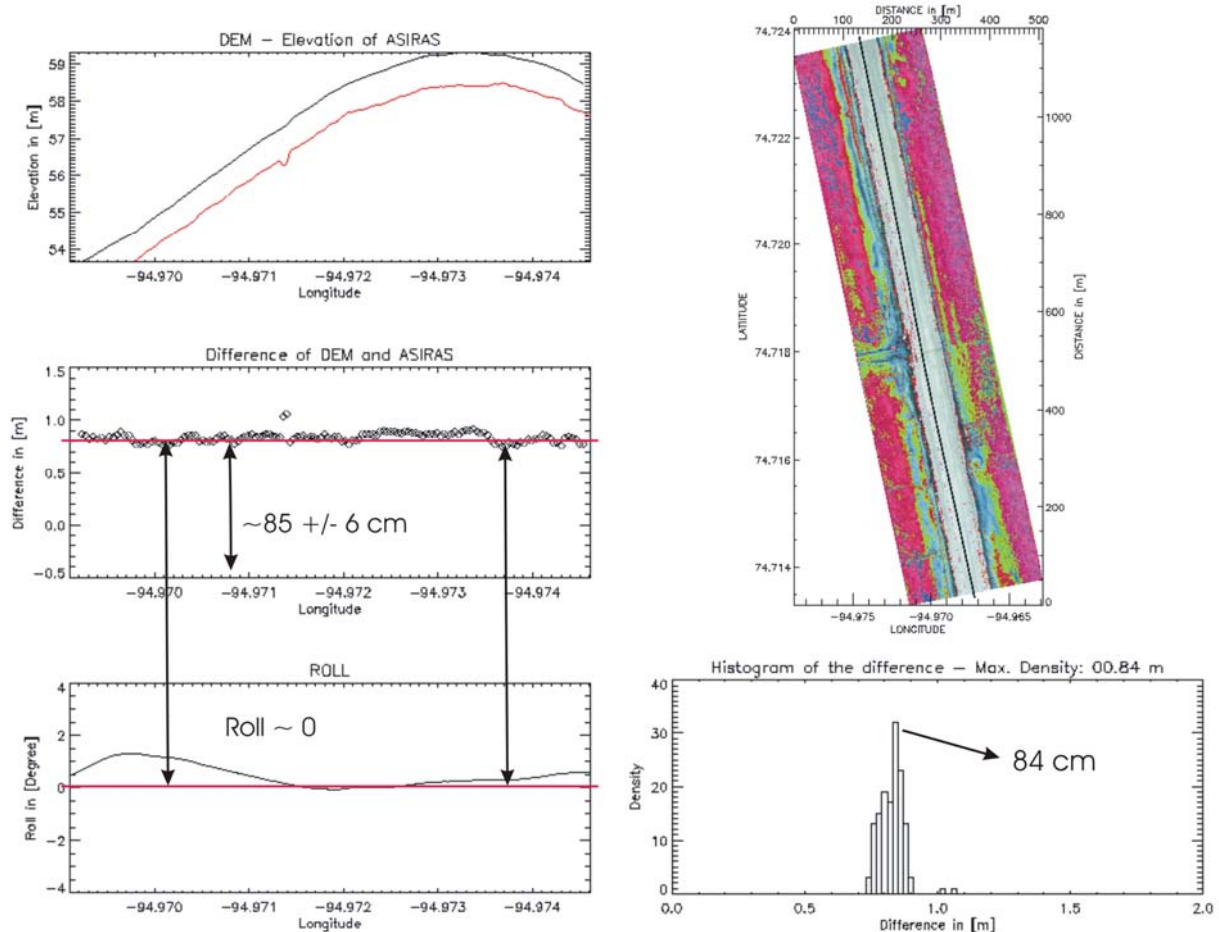 DEM – Elevation of ASIRAS
Elevation in [m]
59
58
57
56
55
54
−94.970 −94.971 −94.972 −94.973 −94.974
Longitude
Difference of DEM and ASIRAS
Difference in [m]
1.5
1.0
0.5
0.0
−0.5
~85 +/- 6 cm
−94.970 −94.971 −94.972 −94.973 −94.974
Longitude
ROLL
Roll in [Degree]
4
2
0
−2
−4
Roll ~ 0
−94.970 −94.971 −94.972 −94.973 −94.974
Longitude
DISTANCE in [m]
0 100 200 300 400 500
LATITUDE
74.724
74.722
74.720
74.718
74.716
74.714
DISTANCE in [m]
1000
800
600
400
200
0
−94.975 −94.970 −94.965
LONGITUDE
Histogram of the difference – Max. Density: 00.84 m
Density
40
30
20
10
0
84 cm
0.0 0.5 1.0 1.5 2.0
Difference in [m]